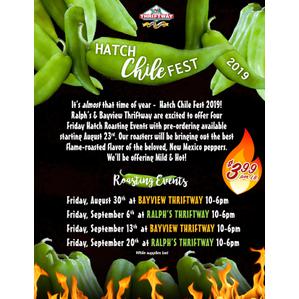 THRIFTWAY
HATCH
Chile FEST
2019
It's almost that time of year - Hatch Chile Fest 2019!
Ralph's & Bayview Thriftway are excited to offer four
Friday Hatch Roasting Events with pre-ordering available
starting August 23rd. Our roasters will be bringing out the best
flame-roasted flavor of the beloved, New Mexico peppers.
We'll be offering Mild & Hot!
$3.99
per LB
Roasting Events
Friday, August 30th at BAYVIEW THRIFTWAY 10-6pm
Friday, September 6th at RALPH'S THRIFTWAY 10-6pm
Friday, September 13th at BAYVIEW THRIFTWAY 10-6pm
Friday, September 20th at RALPH'S THRIFTWAY 10-6pm
While supplies last